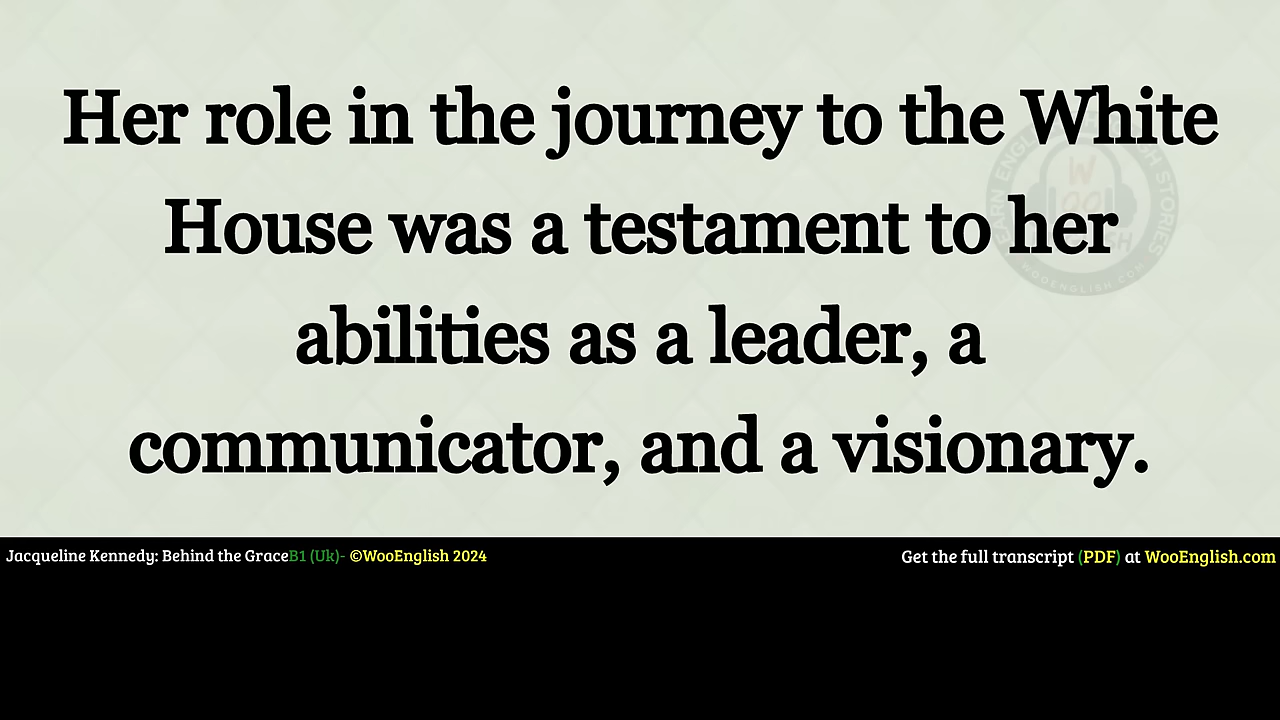 Her role in the journey to the White
House was a testament to her
abilities as a leader, a
communicator, and a visionary.
Jacqueline Kennedy: Behind the GraceB1 (Uk)- ©WooEnglish 2024
Get the full transcript (PDF) at WooEnglish.com